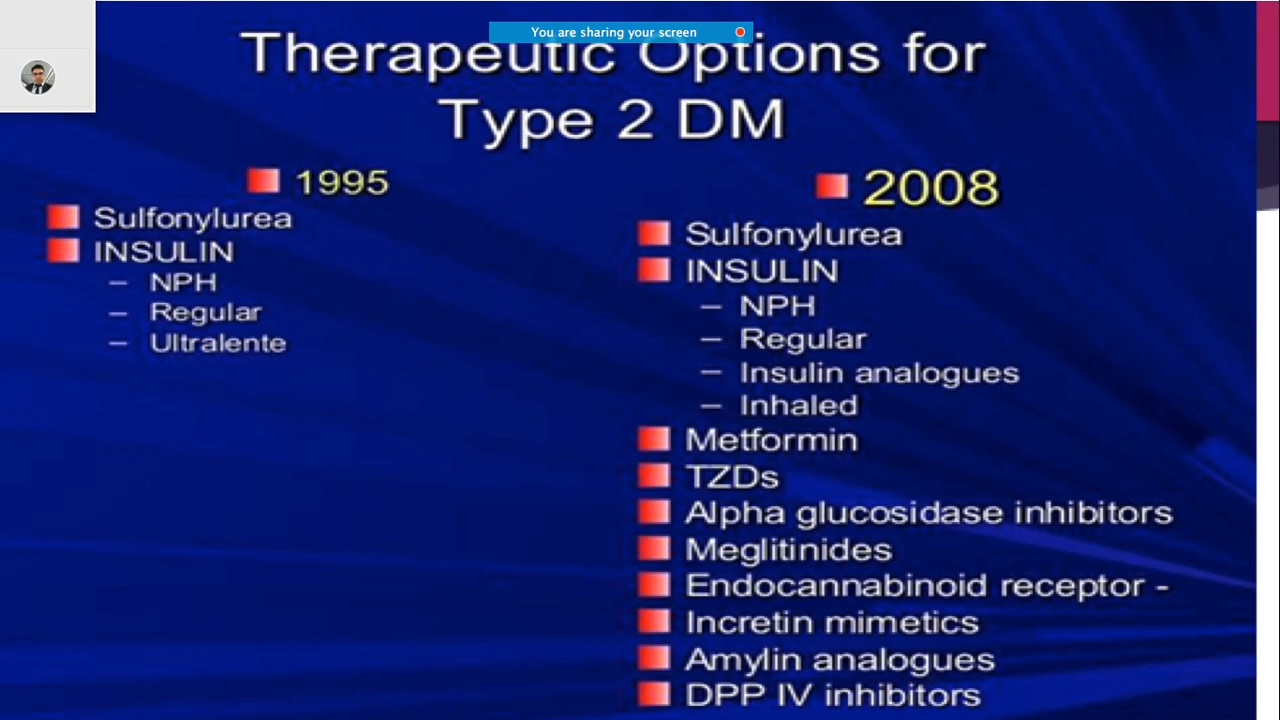 You are sharing your screen
Therapeutic Options for
Type 2 DM
1995
Sulfonylurea
INSULIN
– NPH
– Regular
– Ultralente
2008
Sulfonylurea
INSULIN
– NPH
– Regular
– Insulin analogues
– Inhaled
Metformin
TZDs
Alpha glucosidase inhibitors
Meglitinides
Endocannabinoid receptor -
Incretin mimetics
Amylin analogues
DPP IV inhibitors